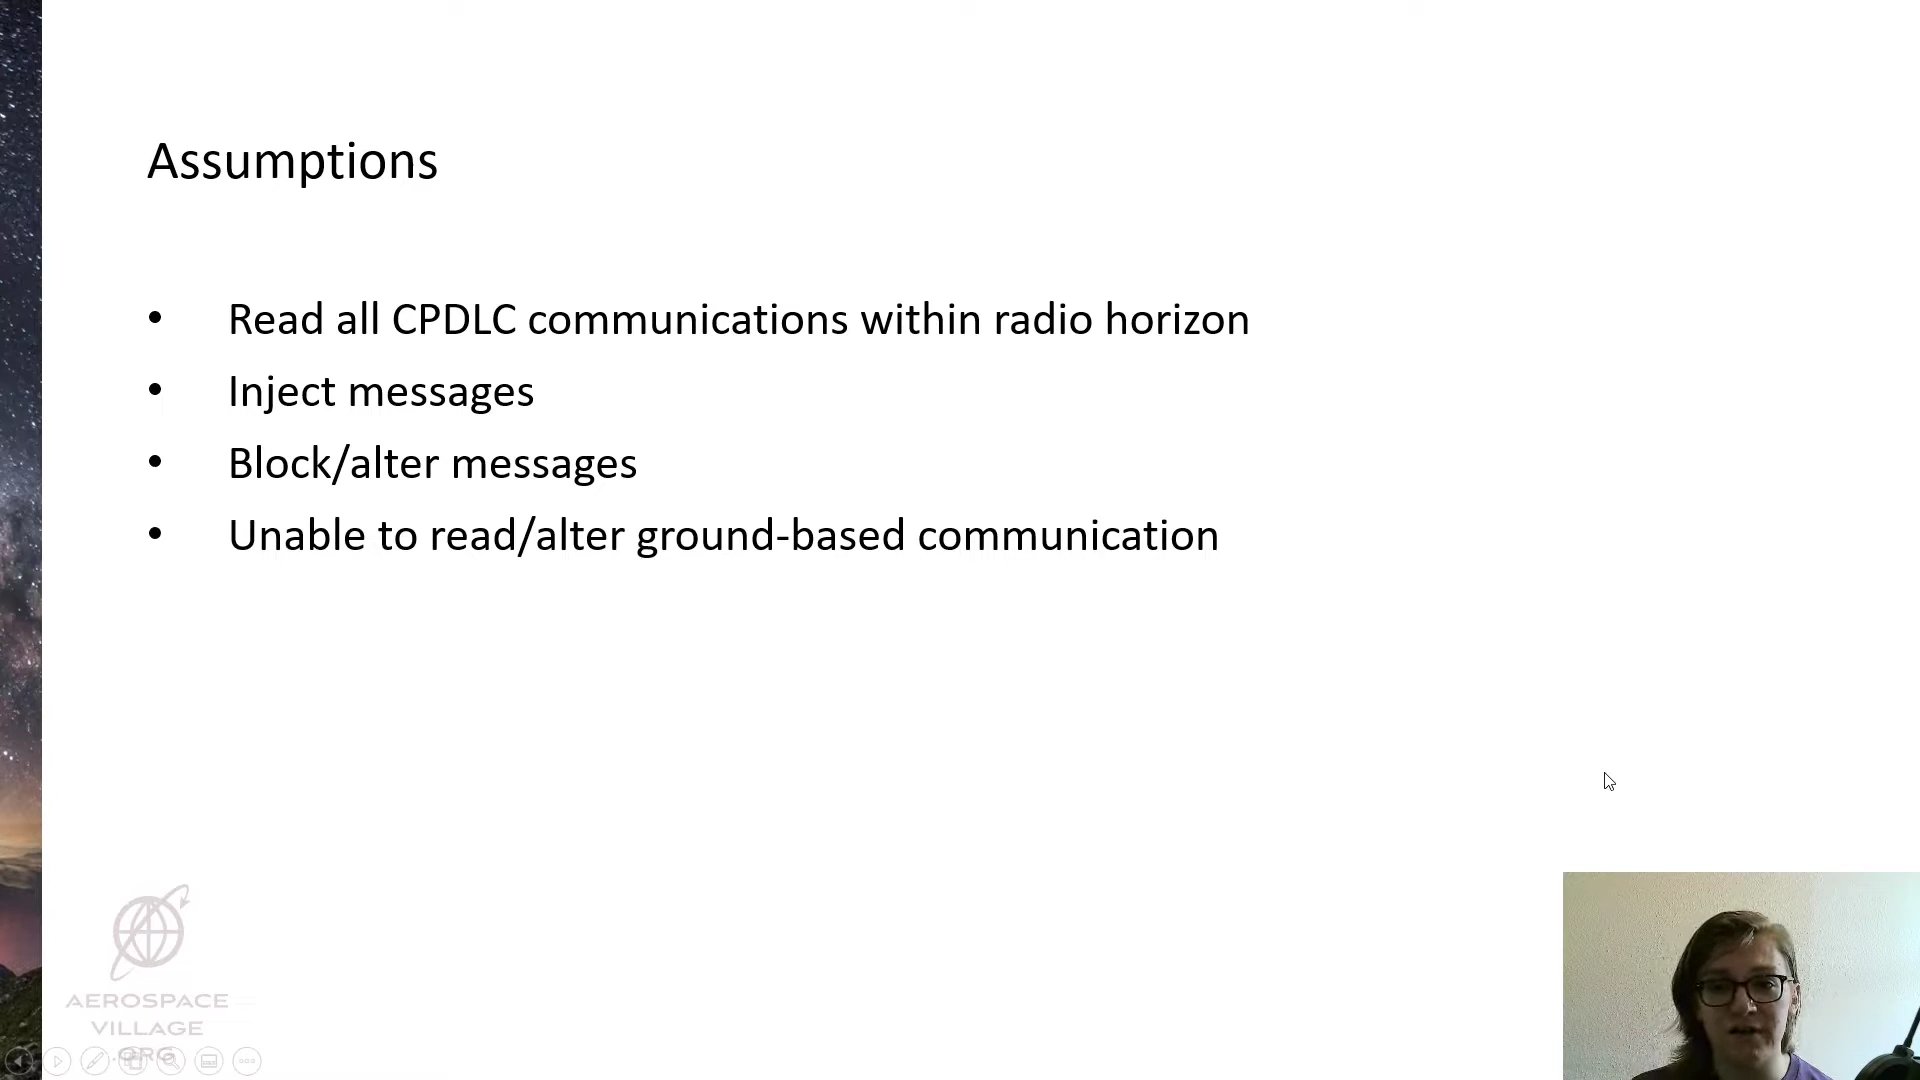 Assumptions
• Read all CPDLC communications within radio horizon
• Inject messages
• Block/alter messages
• Unable to read/alter ground-based communication
AEROSPACE
VILLAGE
.ORG